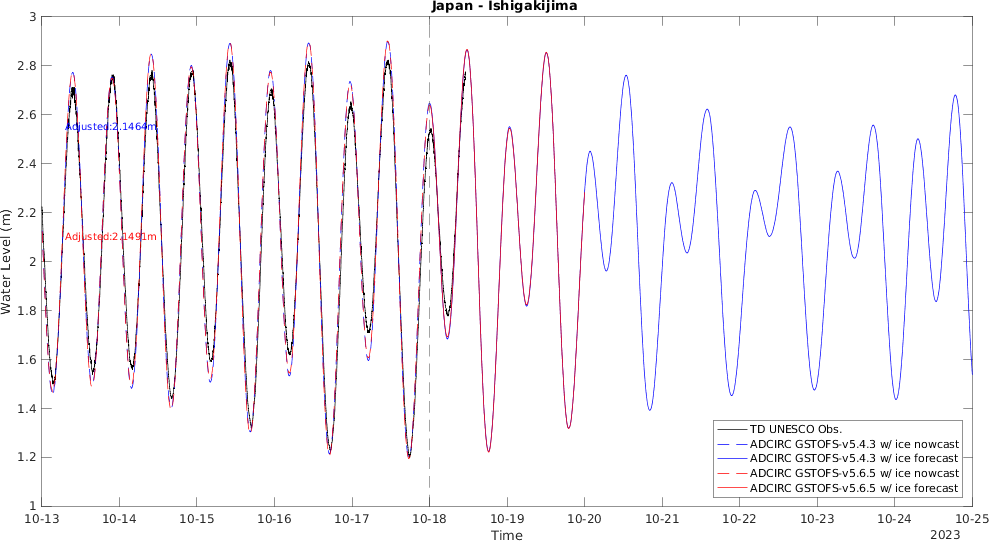 Japan - Ishigakijima
3
2.8
2.6
2.4
2.2
2
1.8
1.6
1.4
1.2
1
Water Level (m)
Adjusted:2.1464m
Adjusted:2.1491m
TD UNESCO Obs.
ADCIRC GSTOFS-v5.4.3 w/ ice nowcast
ADCIRC GSTOFS-v5.4.3 w/ ice forecast
ADCIRC GSTOFS-v5.6.5 w/ ice nowcast
ADCIRC GSTOFS-v5.6.5 w/ ice forecast
10-13 10-14 10-15 10-16 10-17 10-18 10-19 10-20 10-21 10-22 10-23 10-24 10-25
Time
2023